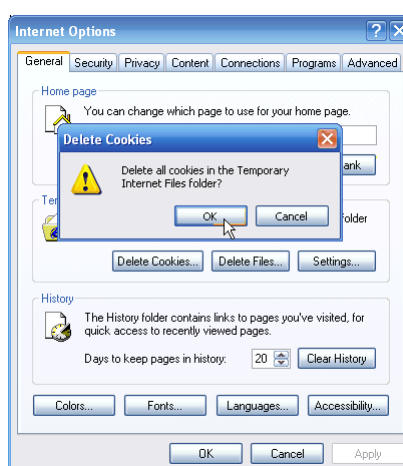 Internet Options
General Security Privacy Content Connections Programs Advanced
Home page
You can change which page to use for your home page.
Delete Cookies
Delete all cookies in the Temporary
Internet Files folder?
OK Cancel
folder
Delete Cookies... Delete Files... Settings...
History
The History folder contains links to pages you've visited, for
quick access to recently viewed pages.
Days to keep pages in history: 20 Clear History
Colors... Fonts... Languages... Accessibility...
OK Cancel Apply